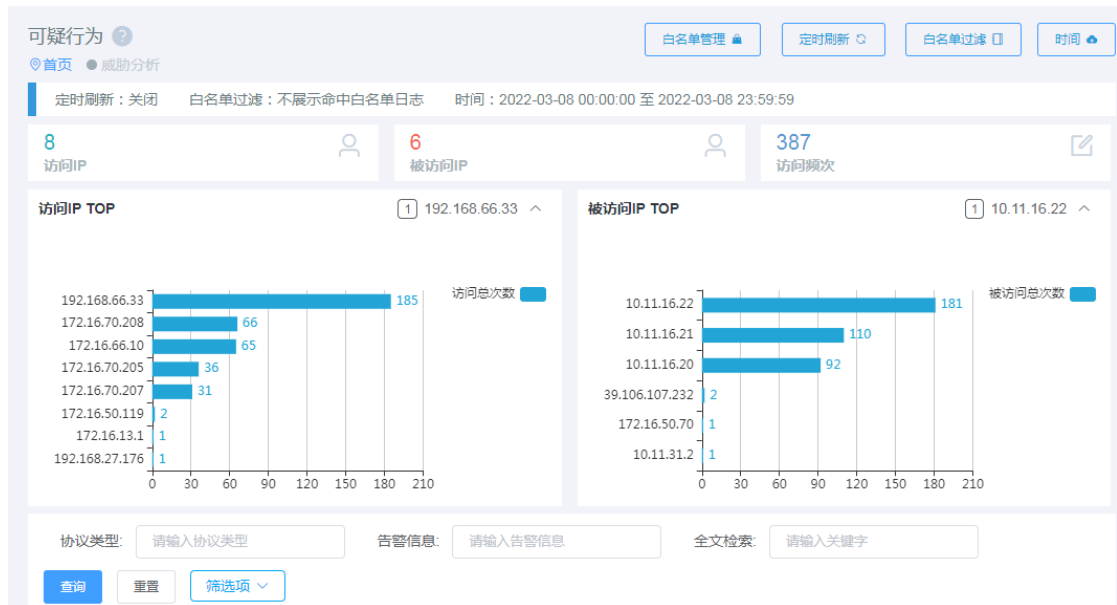 可疑行为 ?
白名单管理 定时刷新 白名单过滤 时间
首页 威胁分析
定时刷新：关闭 白名单过滤：不展示命中白名单日志 时间：2022-03-08 00:00:00 至 2022-03-08 23:59:59
8
访问IP
6
被访问IP
387
访问频次
访问IP TOP
1 192.168.66.33
访问总次数
192.168.66.33 185
172.16.70.208 66
172.16.66.10 65
172.16.70.205 36
172.16.70.207 31
172.16.50.119 2
172.16.13.1 1
192.168.27.176 1
0 30 60 90 120 150 180 210
被访问IP TOP
1 10.11.16.22
被访问总次数
10.11.16.22 181
10.11.16.21 110
10.11.16.20 92
39.106.107.232 2
172.16.50.70 1
10.11.31.2 1
0 30 60 90 120 150 180 210
协议类型: 请输入协议类型 告警信息: 请输入告警信息 全文检索: 请输入关键字
查询 重置 筛选项